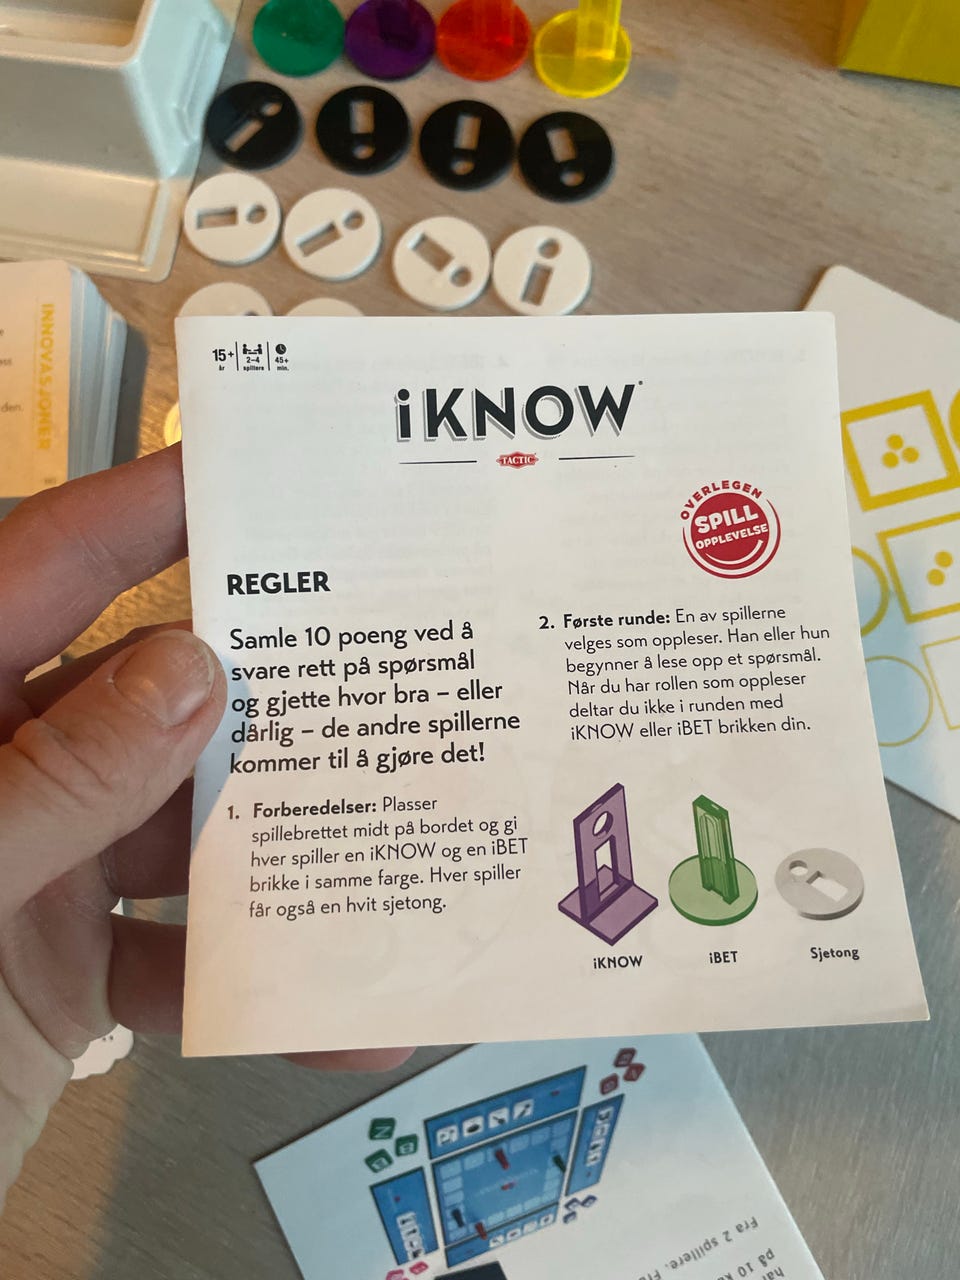 INNOVASJONER
den.
15+
år
2–4
spillere
45+
min.
iKNOW
TACTIC
OVERLEGEN
SPILL
OPPLEVELSE
REGLER
Samle 10 poeng ved å
svare rett på spørsmål
og gjette hvor bra – eller
dårlig – de andre spillerne
kommer til å gjøre det!
1. Forberedelser: Plasser
spillebrettet midt på bordet og gi
hver spiller en iKNOW og en iBET
brikke i samme farge. Hver spiller
får også en hvit sjetong.
2. Første runde: En av spillerne
velges som oppleser. Han eller hun
begynner å lese opp et spørsmål.
Når du har rollen som oppleser
deltar du ikke i runden med
iKNOW eller iBET brikken din.
iKNOW
iBET
Sjetong
Fra 2 spillere.
på 10